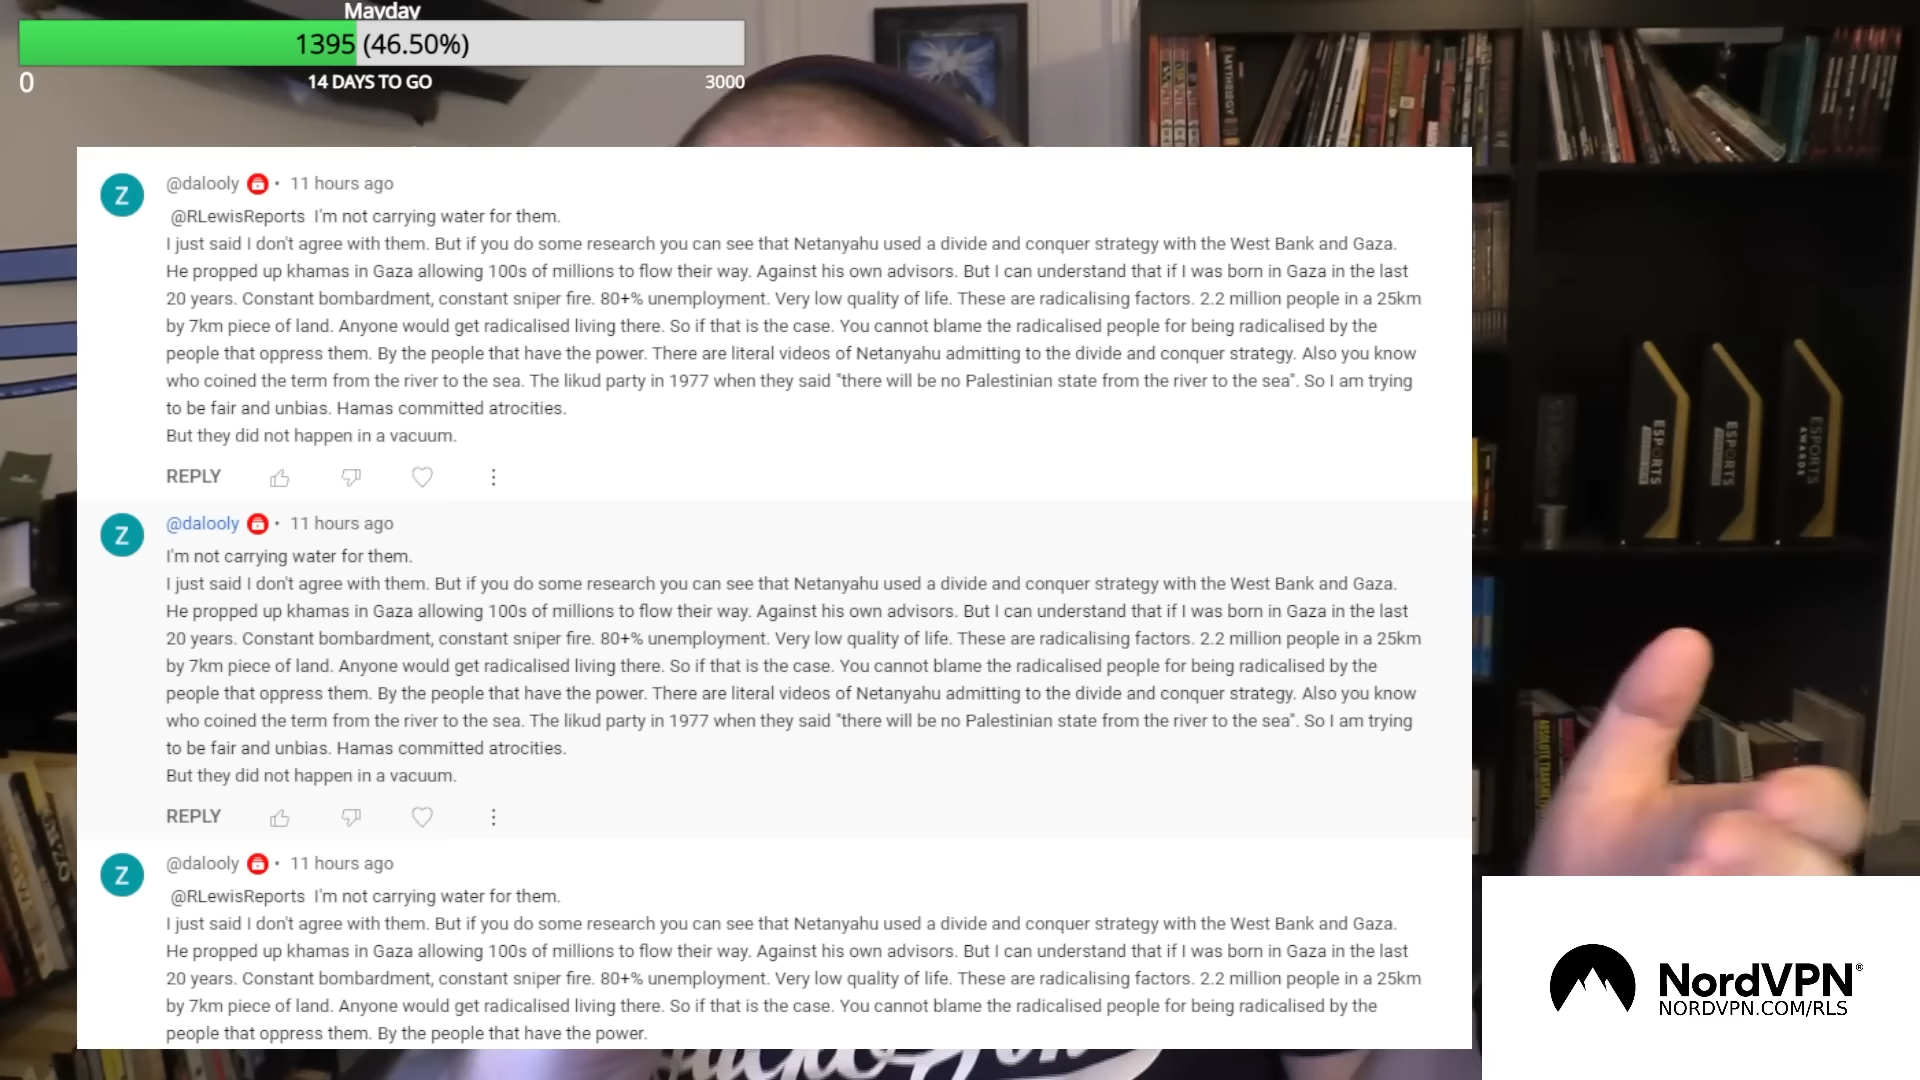 Mayday
1395 (46.50%)
0
14 DAYS TO GO
3000
MYTHOLOGY
Z
@dalooly · 11 hours ago
@RLewisReports I'm not carrying water for them.
I just said I don't agree with them. But if you do some research you can see that Netanyahu used a divide and conquer strategy with the West Bank and Gaza.
He propped up khamas in Gaza allowing 100s of millions to flow their way. Against his own advisors. But I can understand that if I was born in Gaza in the last
20 years. Constant bombardment, constant sniper fire. 80+% unemployment. Very low quality of life. These are radicalising factors. 2.2 million people in a 25km
by 7km piece of land. Anyone would get radicalised living there. So if that is the case. You cannot blame the radicalised people for being radicalised by the
people that oppress them. By the people that have the power. There are literal videos of Netanyahu admitting to the divide and conquer strategy. Also you know
who coined the term from the river to the sea. The likud party in 1977 when they said "there will be no Palestinian state from the river to the sea". So I am trying
to be fair and unbias. Hamas committed atrocities.
But they did not happen in a vacuum.
REPLY
Z
@dalooly · 11 hours ago
I'm not carrying water for them.
I just said I don't agree with them. But if you do some research you can see that Netanyahu used a divide and conquer strategy with the West Bank and Gaza.
He propped up khamas in Gaza allowing 100s of millions to flow their way. Against his own advisors. But I can understand that if I was born in Gaza in the last
20 years. Constant bombardment, constant sniper fire. 80+% unemployment. Very low quality of life. These are radicalising factors. 2.2 million people in a 25km
by 7km piece of land. Anyone would get radicalised living there. So if that is the case. You cannot blame the radicalised people for being radicalised by the
people that oppress them. By the people that have the power. There are literal videos of Netanyahu admitting to the divide and conquer strategy. Also you know
who coined the term from the river to the sea. The likud party in 1977 when they said "there will be no Palestinian state from the river to the sea". So I am trying
to be fair and unbias. Hamas committed atrocities.
But they did not happen in a vacuum.
REPLY
Z
@dalooly · 11 hours ago
@RLewisReports I'm not carrying water for them.
I just said I don't agree with them. But if you do some research you can see that Netanyahu used a divide and conquer strategy with the West Bank and Gaza.
He propped up khamas in Gaza allowing 100s of millions to flow their way. Against his own advisors. But I can understand that if I was born in Gaza in the last
20 years. Constant bombardment, constant sniper fire. 80+% unemployment. Very low quality of life. These are radicalising factors. 2.2 million people in a 25km
by 7km piece of land. Anyone would get radicalised living there. So if that is the case. You cannot blame the radicalised people for being radicalised by the
people that oppress them. By the people that have the power.
ESPORTS
ESPORTS
ESPORTS
AWARDS
NordVPN®
NORDVPN.COM/RLS